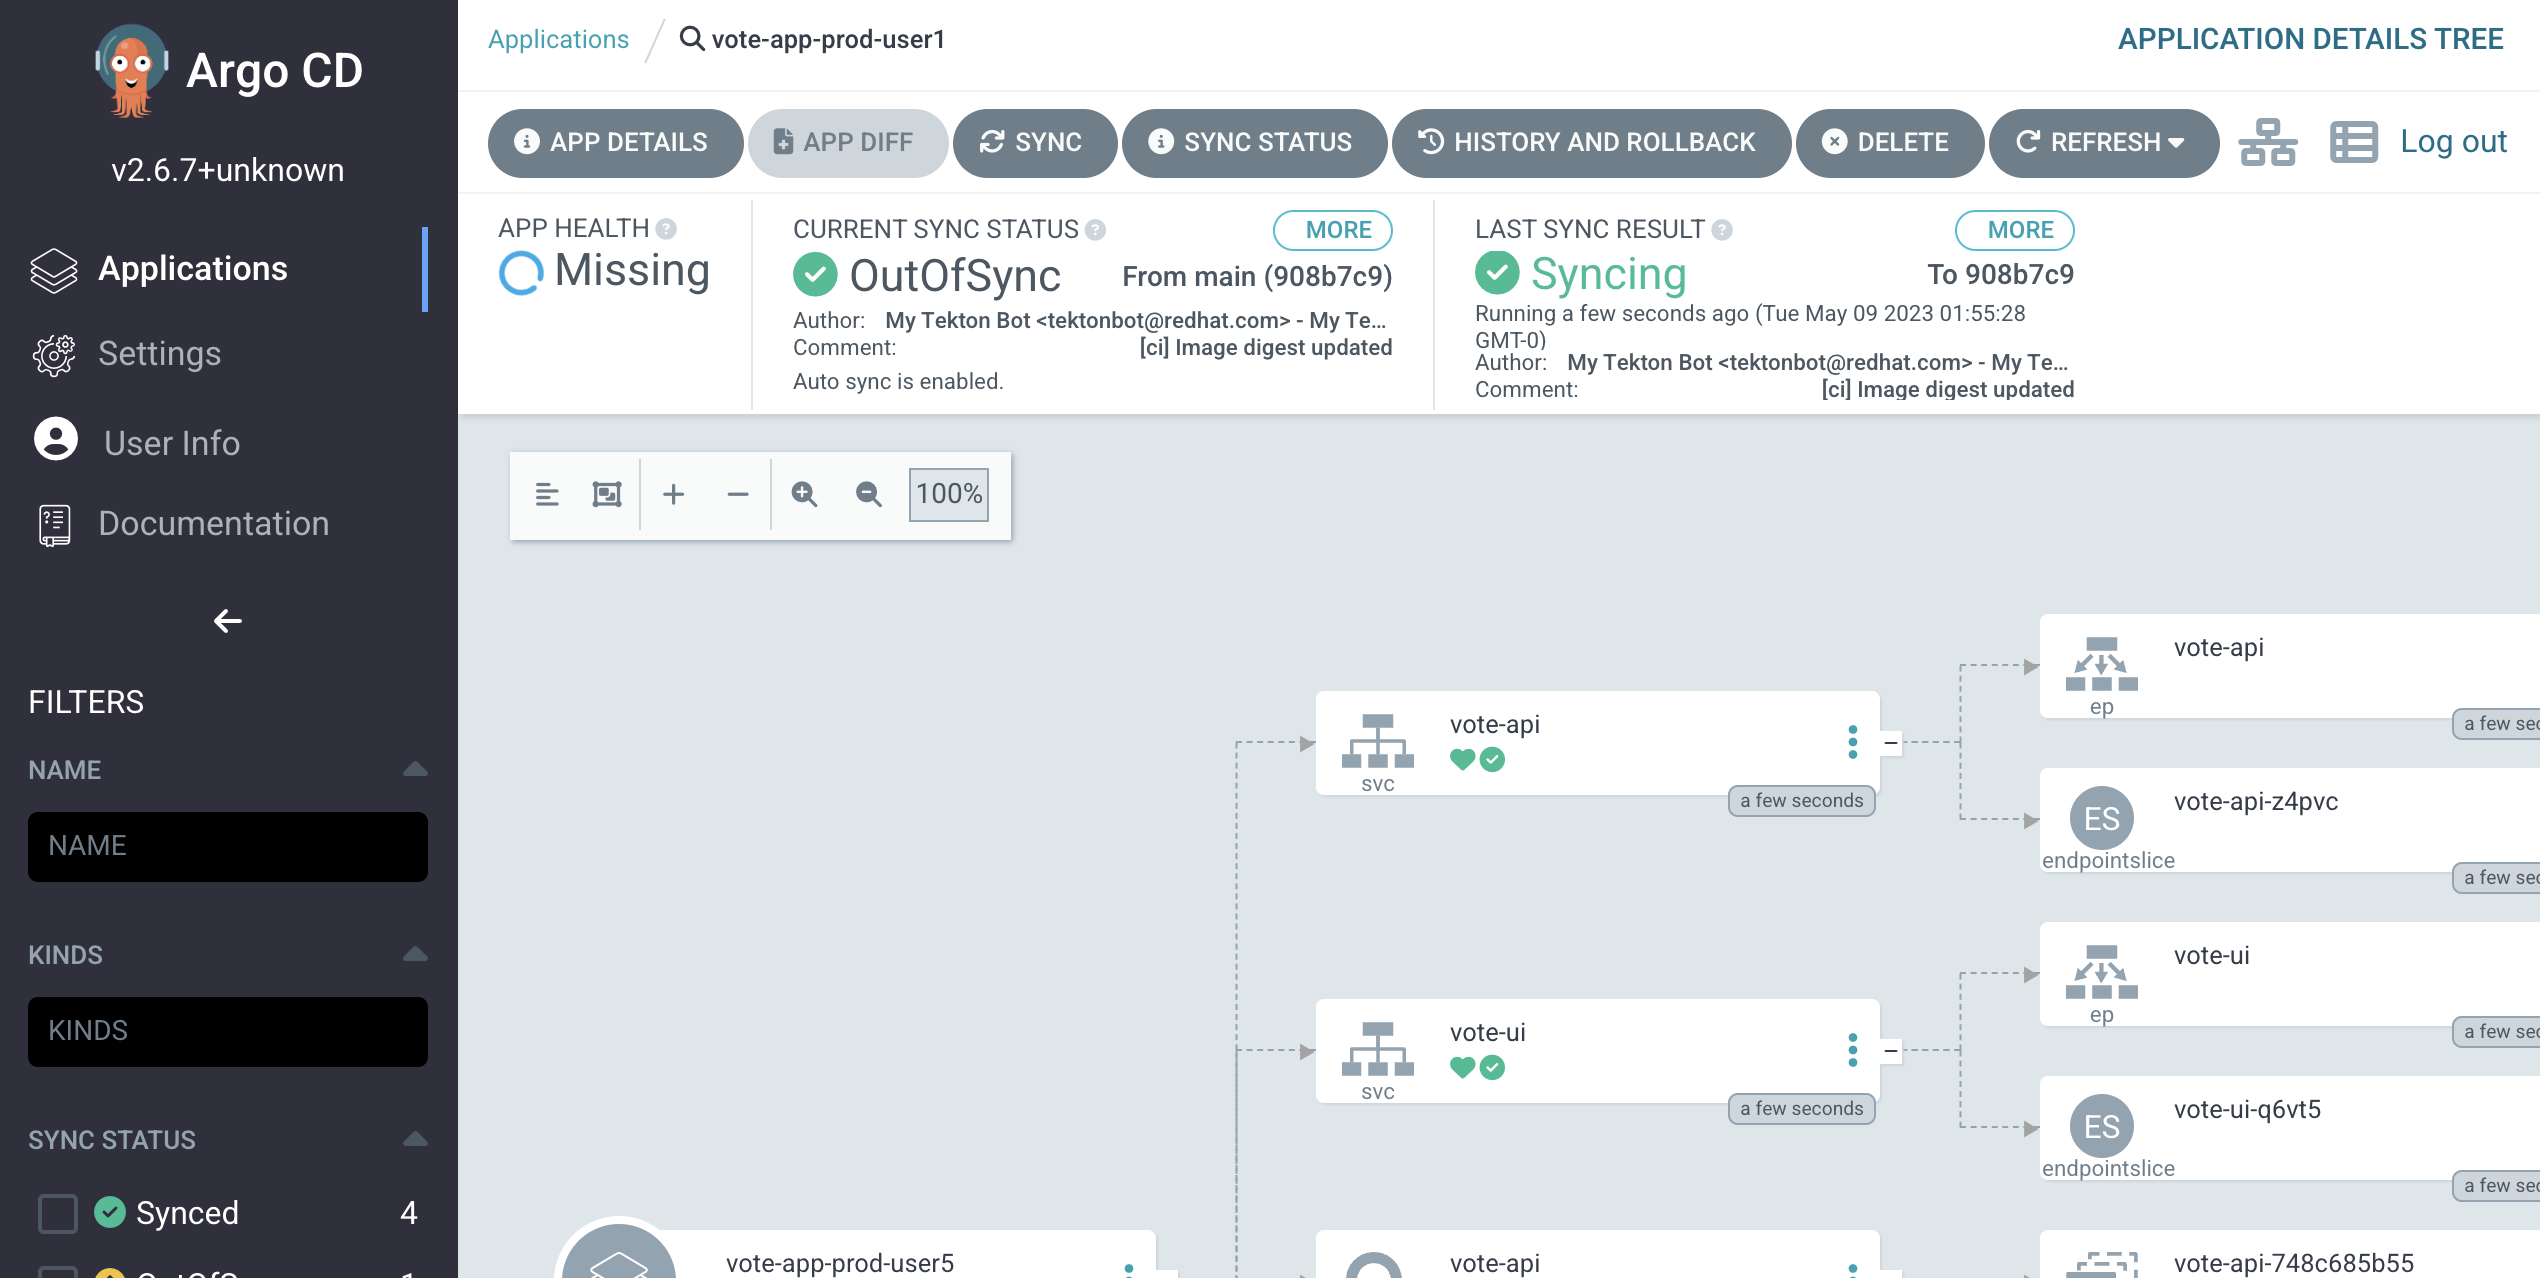 Argo CD
v2.6.7+unknown
Applications
Settings
User Info
Documentation
FILTERS
NAME
NAME
KINDS
KINDS
SYNC STATUS
Synced 4
Applications / vote-app-prod-user1
APPLICATION DETAILS TREE
APP DETAILS
APP DIFF
SYNC
SYNC STATUS
HISTORY AND ROLLBACK
DELETE
REFRESH
Log out
APP HEALTH ?
Missing
CURRENT SYNC STATUS ?
MORE
OutOfSync
From main (908b7c9)
Author: My Tekton Bot <tektonbot@redhat.com> - My Te...
Comment: [ci] Image digest updated
Auto sync is enabled.
LAST SYNC RESULT ?
MORE
Syncing
To 908b7c9
Running a few seconds ago (Tue May 09 2023 01:55:28
GMT-0)
Author: My Tekton Bot <tektonbot@redhat.com> - My Te...
Comment: [ci] Image digest updated
100%
vote-api
svc
a few seconds
vote-ui
svc
a few seconds
vote-api
ep
a few sec
vote-api-z4pvc
ES
endpointslice
a few sec
vote-ui
ep
a few sec
vote-ui-q6vt5
ES
endpointslice
a few sec
vote-app-prod-user5
vote-api
vote-api-748c685b55